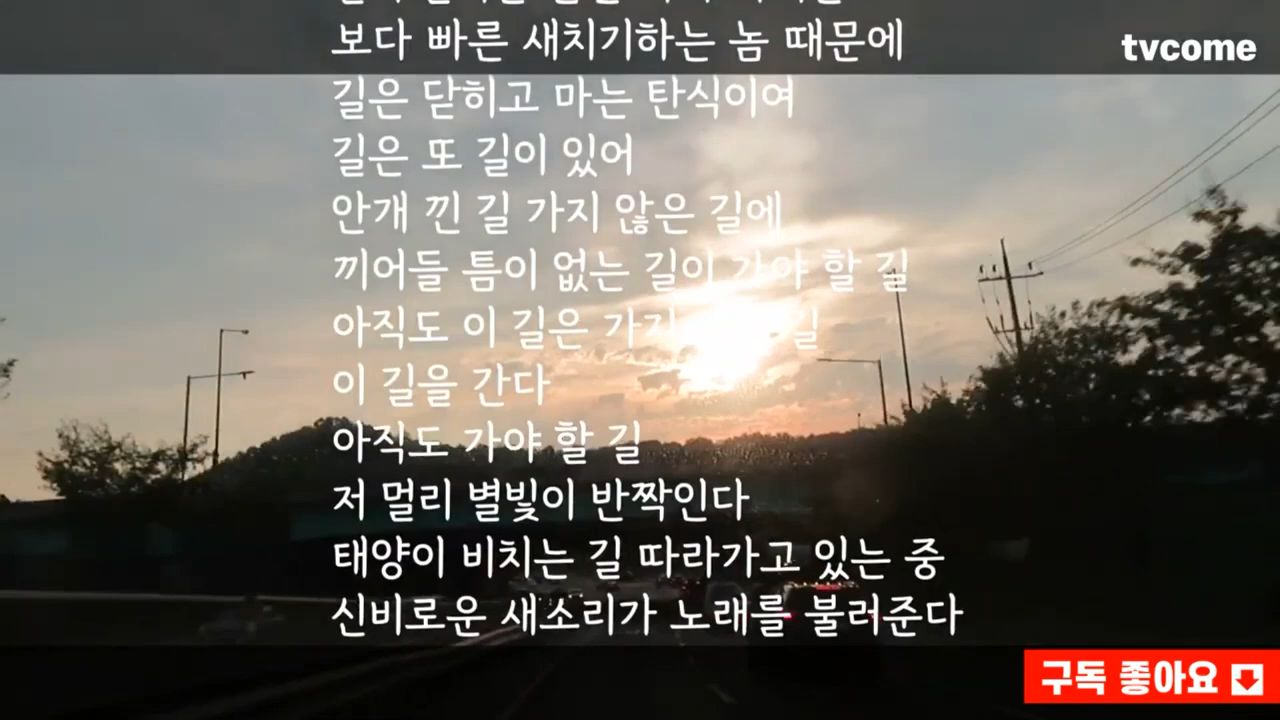 보다 빠른 새치기하는 놈 때문에
tvcome
길은 닫히고 마는 탄식이여
길은 또 길이 있어
안개 낀 길 가지 않은 길에
끼어들 틈이 없는 길이 가야 할 길
아직도 이 길은 가지 길
이 길을 간다
아직도 가야 할 길
저 멀리 별빛이 반짝인다
태양이 비치는 길 따라가고 있는 중
신비로운 새소리가 노래를 불러준다
구독 좋아요